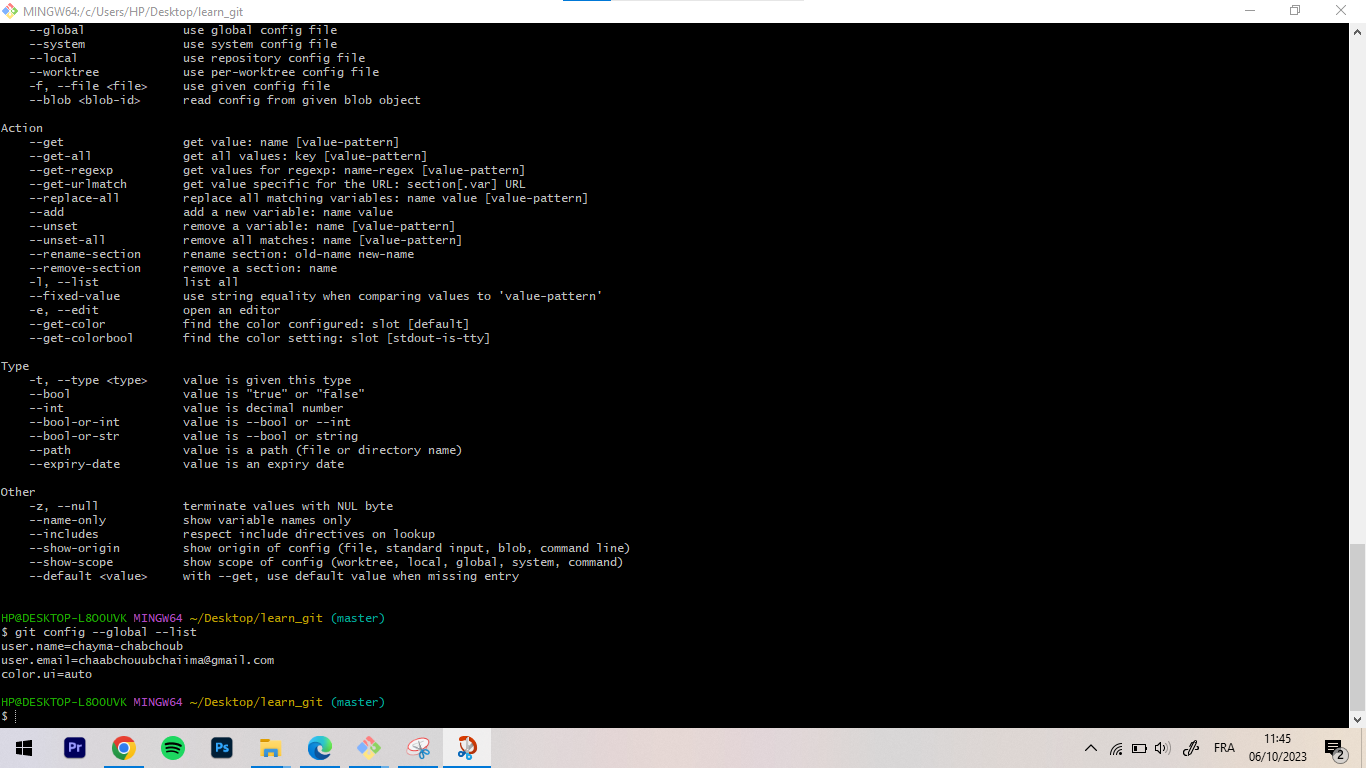 MINGW64:/c/Users/HP/Desktop/learn_git
--global use global config file
--system use system config file
--local use repository config file
--worktree use per-worktree config file
-f, --file <file> use given config file
--blob <blob-id> read config from given blob object
Action
--get get value: name [value-pattern]
--get-all get all values: key [value-pattern]
--get-regexp get values for regexp: name-regex [value-pattern]
--get-urlmatch get value specific for the URL: section[.var] URL
--replace-all replace all matching variables: name value [value-pattern]
--add add a new variable: name value
--unset remove a variable: name [value-pattern]
--unset-all remove all matches: name [value-pattern]
--rename-section rename section: old-name new-name
--remove-section remove a section: name
-l, --list list all
--fixed-value use string equality when comparing values to 'value-pattern'
-e, --edit open an editor
--get-color find the color configured: slot [default]
--get-colorbool find the color setting: slot [stdout-is-tty]
Type
-t, --type <type> value is given this type
--bool value is "true" or "false"
--int value is decimal number
--bool-or-int value is --bool or --int
--bool-or-str value is --bool or string
--path value is a path (file or directory name)
--expiry-date value is an expiry date
Other
-z, --null terminate values with NUL byte
--name-only show variable names only
--includes respect include directives on lookup
--show-origin show origin of config (file, standard input, blob, command line)
--show-scope show scope of config (worktree, local, global, system, command)
--default <value> with --get, use default value when missing entry
HP@DESKTOP-L8OOUVK MINGW64 ~/Desktop/learn_git (master)
$ git config --global --list
user.name=chayma-chabchoub
user.email=chaabchouubchaiima@gmail.com
color.ui=auto
HP@DESKTOP-L8OOUVK MINGW64 ~/Desktop/learn_git (master)
$
Pr
Ps
FRA
11:45
06/10/2023
2